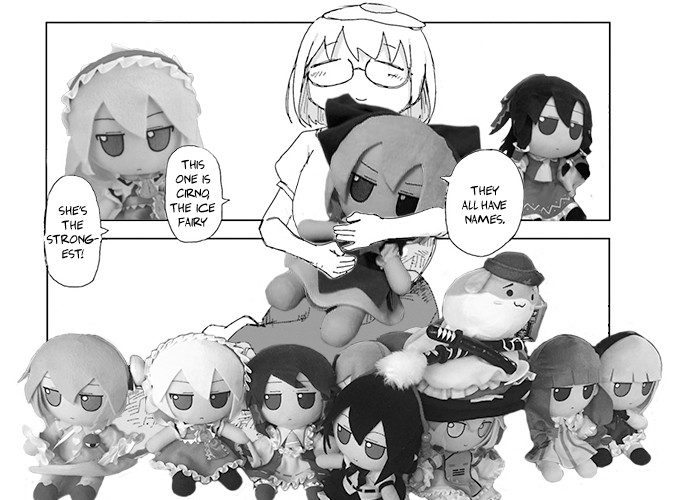 THEY
ALL HAVE
NAMES.
THIS
ONE IS
CIRNO,
THE ICE
FAIRY
SHE'S
THE
STRONG
EST!